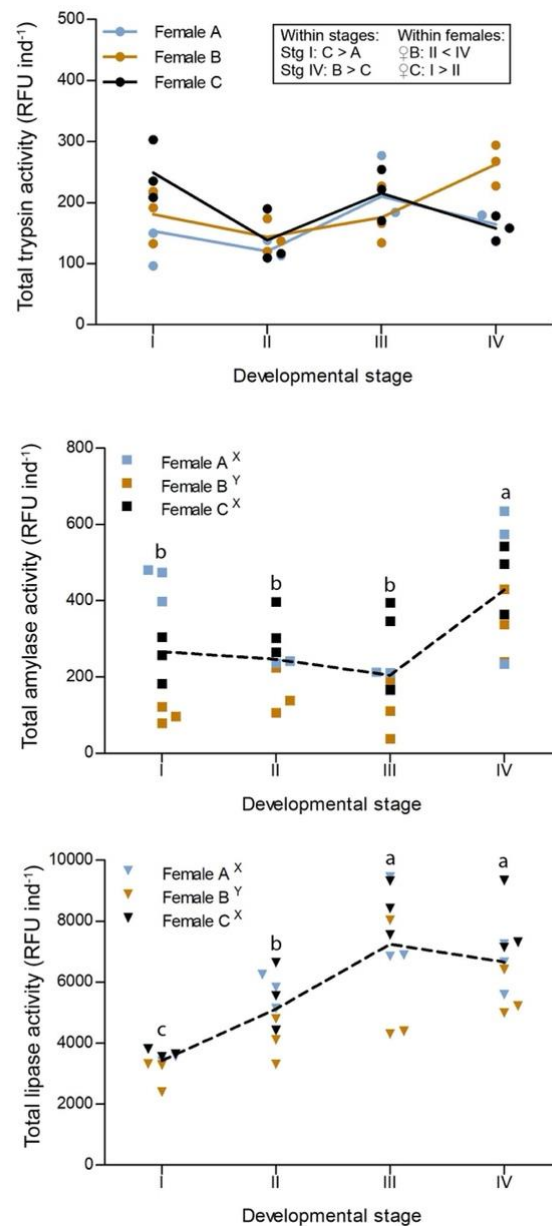 Female A
Female B
Female C
Within stages: Within females:
Stg I: C > A ♀B: II < IV
Stg IV: B > C ♀C: I > II
Total trypsin activity (RFU ind⁻¹)
500
400
300
200
100
0
I II III IV
Developmental stage
Female A X
Female B Y
Female C X
Total amylase activity (RFU ind⁻¹)
800
600
400
200
0
b b b a
I II III IV
Developmental stage
Female A X
Female B Y
Female C X
Total lipase activity (RFU ind⁻¹)
10000
8000
6000
4000
2000
0
c b a a
I II III IV
Developmental stage